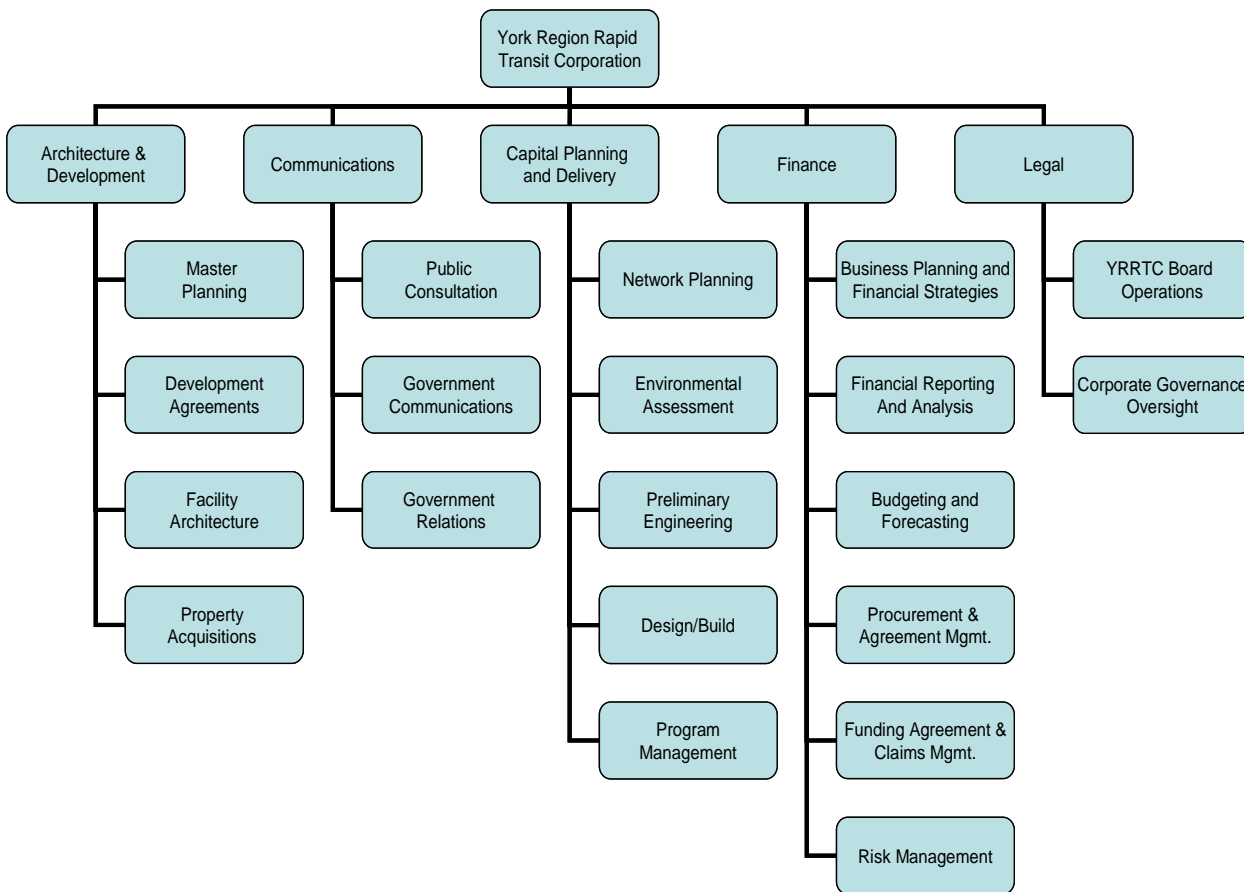 York Region Rapid
Transit Corporation
Architecture &
Development
Communications
Capital Planning
and Delivery
Finance
Legal
Master
Planning
Public
Consultation
Network Planning
Business Planning and
Financial Strategies
YRRTC Board
Operations
Development
Agreements
Government
Communications
Environmental
Assessment
Financial Reporting
And Analysis
Corporate Governance
Oversight
Facility
Architecture
Government
Relations
Preliminary
Engineering
Budgeting and
Forecasting
Property
Acquisitions
Design/Build
Procurement &
Agreement Mgmt.
Program
Management
Funding Agreement &
Claims Mgmt.
Risk Management